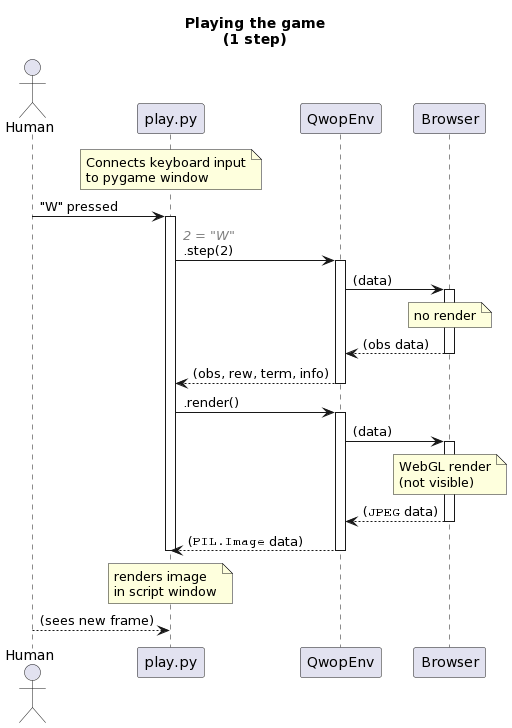 Playing the game
(1 step)
Human
play.py
QwopEnv
Browser
Connects keyboard input
to pygame window
"W" pressed
2 = "W"
.step(2)
(data)
no render
(obs data)
(obs, rew, term, info)
.render()
(data)
WebGL render
(not visible)
(JPEG data)
(PIL.Image data)
renders image
in script window
(sees new frame)
Human
play.py
QwopEnv
Browser